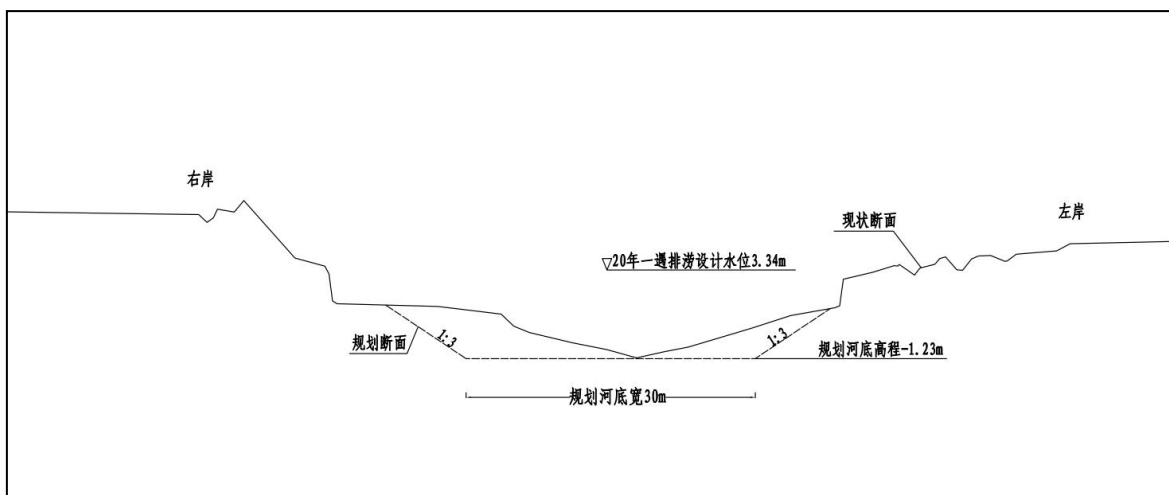 右岸
左岸
现状断面
20年一遇排涝设计水位3.34m
1:3
1:3
规划断面
规划河底高程-1.23m
规划河底宽30m